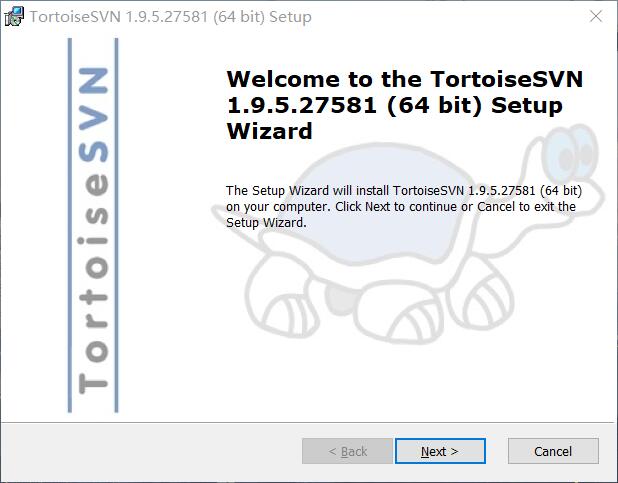 TortoiseSVN 1.9.5.27581 (64 bit) Setup
TortoiseSVN
Welcome to the TortoiseSVN
1.9.5.27581 (64 bit) Setup
Wizard
The Setup Wizard will install TortoiseSVN 1.9.5.27581 (64 bit)
on your computer. Click Next to continue or Cancel to exit the
Setup Wizard.
< Back
Next >
Cancel